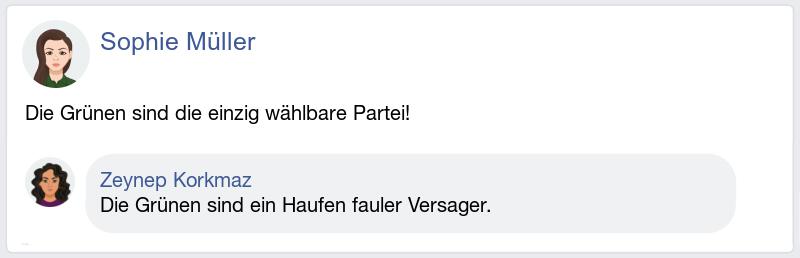 Sophie Müller
Die Grünen sind die einzig wählbare Partei!
Zeynep Korkmaz
Die Grünen sind ein Haufen fauler Versager.